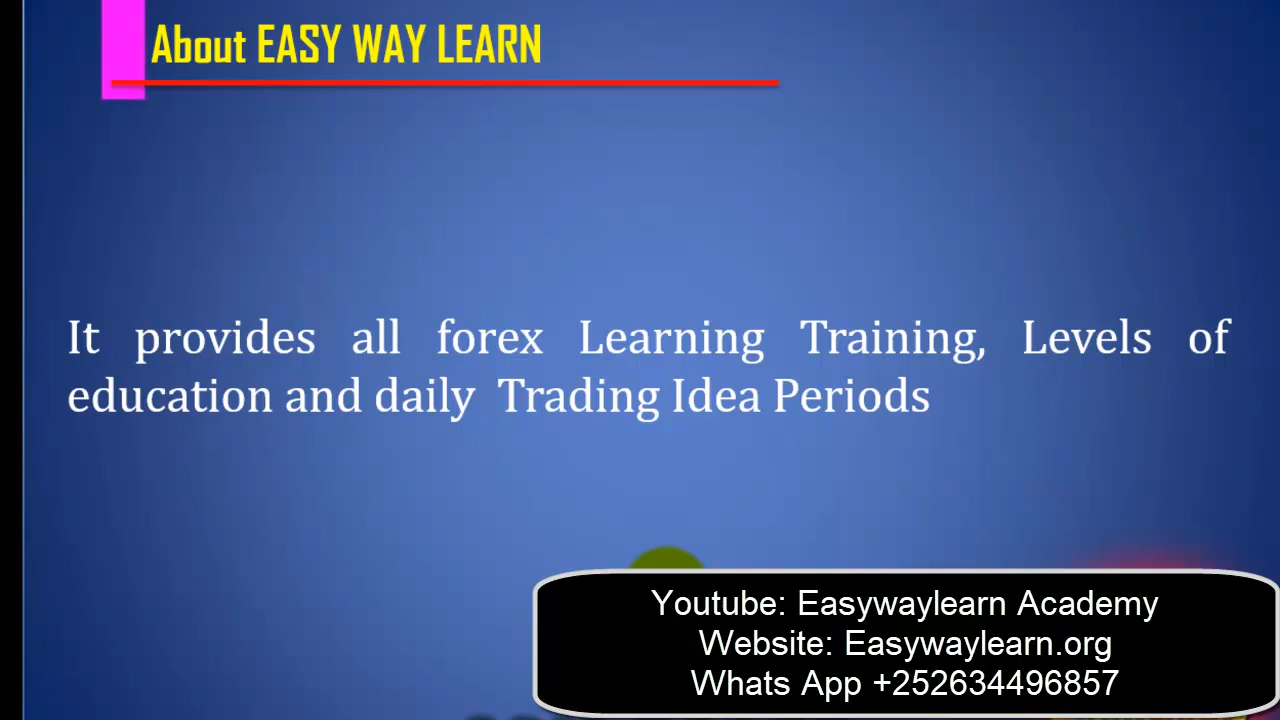 About EASY WAY LEARN
It provides all forex Learning Training, Levels of
education and daily Trading Idea Periods
Youtube: Easywaylearn Academy
Website: Easywaylearn.org
Whats App +252634496857